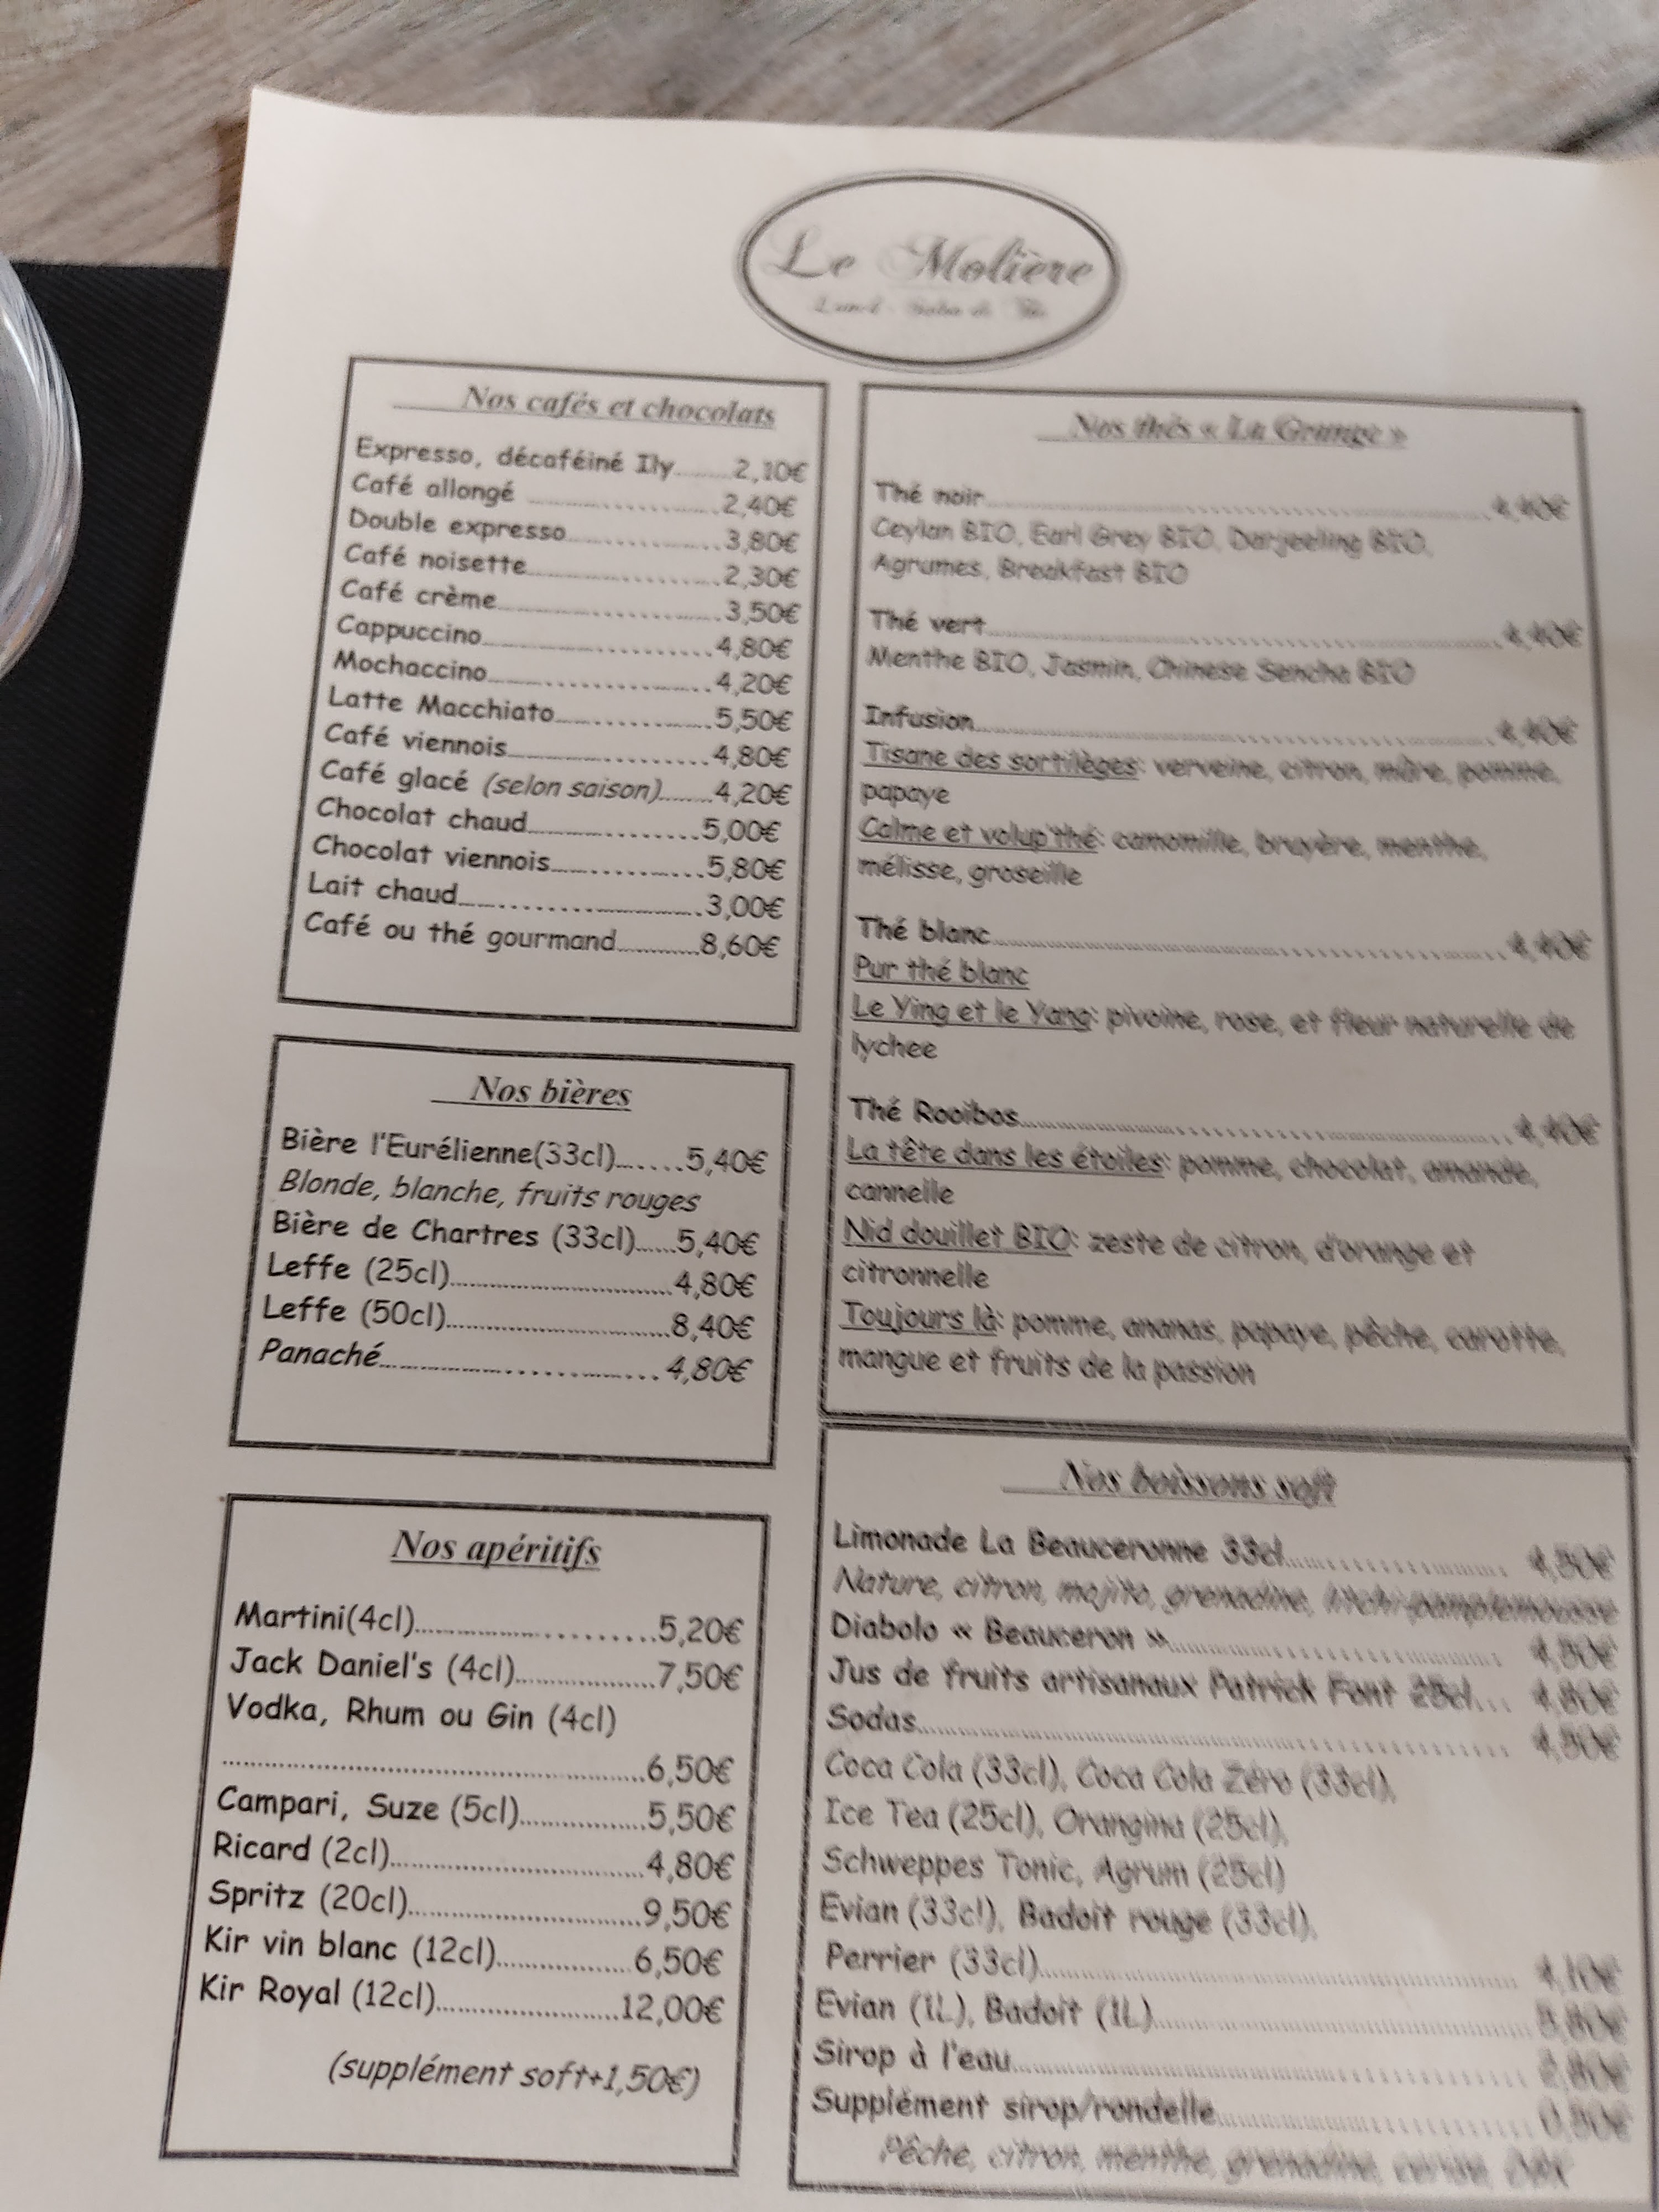 Le Molière
Nos cafés et chocolats
Expresso, décaféiné Ily........2,10€
Café allongé ........................2,40€
Double expresso....................3,80€
Café noisette.........................2,30€
Café crème............................3,50€
Cappuccino............................4,80€
Mochaccino............................4,20€
Latte Macchiato....................5,50€
Café viennois.........................4,80€
Café glacé (selon saison)........4,20€
Chocolat chaud......................5,00€
Chocolat viennois..................5,80€
Lait chaud..............................3,00€
Café ou thé gourmand............8,60€
Nos bières
Bière l'Eurélienne(33cl).......5,40€
Blonde, blanche, fruits rouges
Bière de Chartres (33cl)......5,40€
Leffe (25cl)............................4,80€
Leffe (50cl)............................8,40€
Panaché...................................4,80€
Nos apéritifs
Martini(4cl)............................5,20€
Jack Daniel's (4cl)..................7,50€
Vodka, Rhum ou Gin (4cl)
......................................................6,50€
Campari, Suze (5cl)................5,50€
Ricard (2cl)..............................4,80€
Spritz (20cl)............................9,50€
Kir vin blanc (12cl)..................6,50€
Kir Royal (12cl).......................12,00€
(supplément soft+1,50€)
Nos thés « La Grange »
Thé noir............................................................4,40€
Ceylan BIO, Earl Grey BIO, Darjeeling BIO,
Agrumes, Breakfast BIO
Thé vert............................................................4,40€
Menthe BIO, Jasmin, Chinese Sencha BIO
Infusion............................................................4,40€
Tisane des sortilèges: verveine, citron, mûre, pomme,
papaye
Calme et volup'thé: camomille, bruyère, menthe,
mélisse, groseille
Thé blanc............................................................4,40€
Pur thé blanc
Le Ying et le Yang: pivoine, rose, et fleur naturelle de
lychee
Thé Rooibos.......................................................4,40€
La tête dans les étoiles: pomme, chocolat, amande,
cannelle
Nid douillet BIO: zeste de citron, d'orange et
citronnelle
Toujours là: pomme, ananas, papaye, pêche, carotte,
mangue et fruits de la passion
Nos boissons soft
Limonade La Beauceronne 33cl........................
Nature, citron, mojito, grenadine, litchi-pamplemousse
Diabolo « Beauceron »........................................
Jus de fruits artisanaux Patrick Font 25cl...
Sodas....................................................................
Coca Cola (33cl), Coca Cola Zéro (33cl),
Ice Tea (25cl), Orangina (25cl),
Schweppes Tonic, Agrum (25cl)
Evian (33cl), Badoit rouge (33cl),
Perrier (33cl)........................................................4,10€
Evian (1L), Badoit (1L)..........................................
Sirop à l'eau..........................................................
Supplément sirop/rondelle..................................
Pêche, citron, menthe, grenadine,